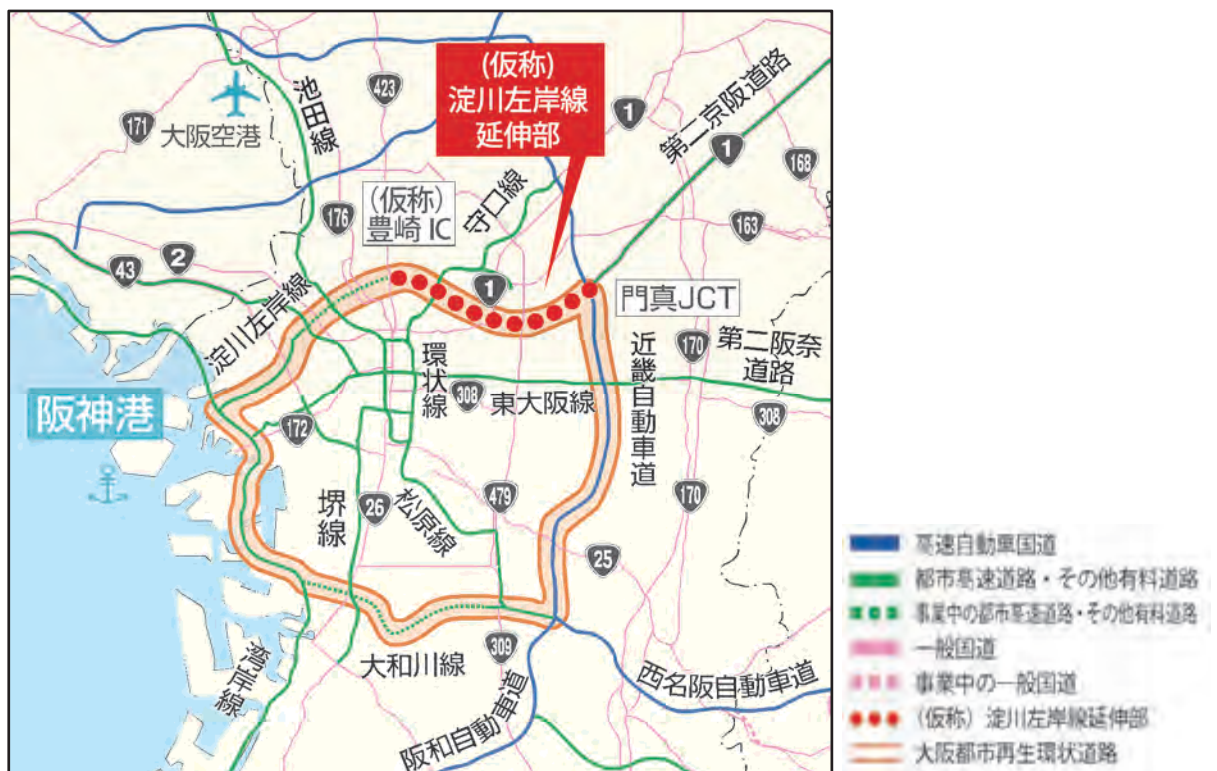 (仮称)
淀川左岸線
延伸部
池田線
423
171
大阪空港
1
第二京阪道路
1
168
(仮称)
豊崎 IC
守口線
176
163
2
43
1
門真JCT
淀川左岸線
環状線
近畿自動車道
170
第二阪奈
道路
阪神港
308
東大阪線
308
172
堺線
26
松原線
479
170
25
大和川線
309
湾岸線
西名阪自動車道
阪和自動車道
高速自動車国道
都市高速道路・その他有料道路
事業中の都市高速道路・その他有料道路
一般国道
事業中の一般国道
(仮称) 淀川左岸線延伸部
大阪都市再生環状道路